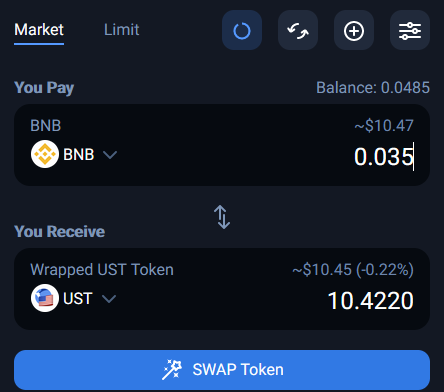 Market Limit
You Pay Balance: 0.0485
BNB ~$10.47
BNB 0.035
You Receive
Wrapped UST Token ~$10.45 (-0.22%)
UST 10.4220
SWAP Token